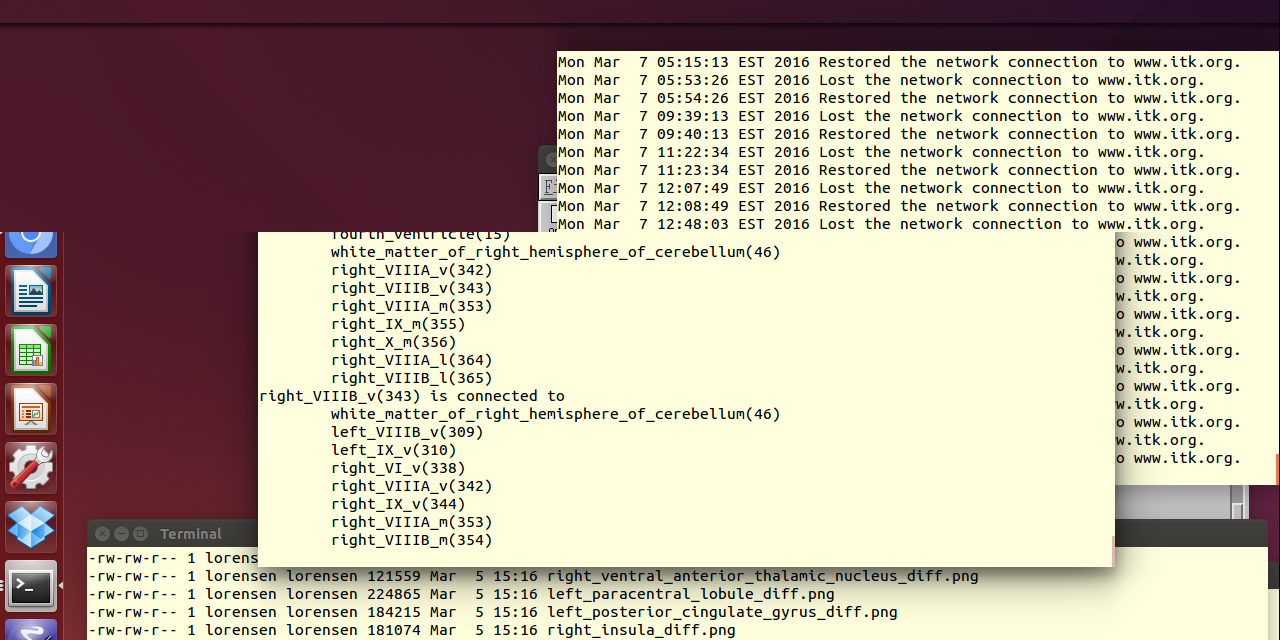 Mon Mar  7 05:15:13 EST 2016 Restored the network connection to www.itk.org.
Mon Mar  7 05:53:26 EST 2016 Lost the network connection to www.itk.org.
Mon Mar  7 05:54:26 EST 2016 Restored the network connection to www.itk.org.
Mon Mar  7 09:39:13 EST 2016 Lost the network connection to www.itk.org.
Mon Mar  7 09:40:13 EST 2016 Restored the network connection to www.itk.org.
Mon Mar  7 11:22:34 EST 2016 Lost the network connection to www.itk.org.
Mon Mar  7 11:23:34 EST 2016 Restored the network connection to www.itk.org.
Mon Mar  7 12:07:49 EST 2016 Lost the network connection to www.itk.org.
Mon Mar  7 12:08:49 EST 2016 Restored the network connection to www.itk.org.
Mon Mar  7 12:48:03 EST 2016 Lost the network connection to www.itk.org.
o www.itk.org.
w.itk.org.
o www.itk.org.
w.itk.org.
o www.itk.org.
w.itk.org.
o www.itk.org.
w.itk.org.
o www.itk.org.
w.itk.org.
o www.itk.org.
w.itk.org.
o www.itk.org.
fourth_ventricle(15)
white_matter_of_right_hemisphere_of_cerebellum(46)
right_VIIIA_v(342)
right_VIIIB_v(343)
right_VIIIA_m(353)
right_IX_m(355)
right_X_m(356)
right_VIIIA_l(364)
right_VIIIB_l(365)
right_VIIIB_v(343) is connected to
white_matter_of_right_hemisphere_of_cerebellum(46)
left_VIIIB_v(309)
left_IX_v(310)
right_VI_v(338)
right_VIIIA_v(342)
right_IX_v(344)
right_VIIIA_m(353)
right_VIIIB_m(354)
Terminal
-rw-rw-r-- 1 lorens
-rw-rw-r-- 1 lorensen lorensen 121559 Mar  5 15:16 right_ventral_anterior_thalamic_nucleus_diff.png
-rw-rw-r-- 1 lorensen lorensen 224865 Mar  5 15:16 left_paracentral_lobule_diff.png
-rw-rw-r-- 1 lorensen lorensen 184215 Mar  5 15:16 left_posterior_cingulate_gyrus_diff.png
-rw-rw-r-- 1 lorensen lorensen 181074 Mar  5 15:16 right_insula_diff.png